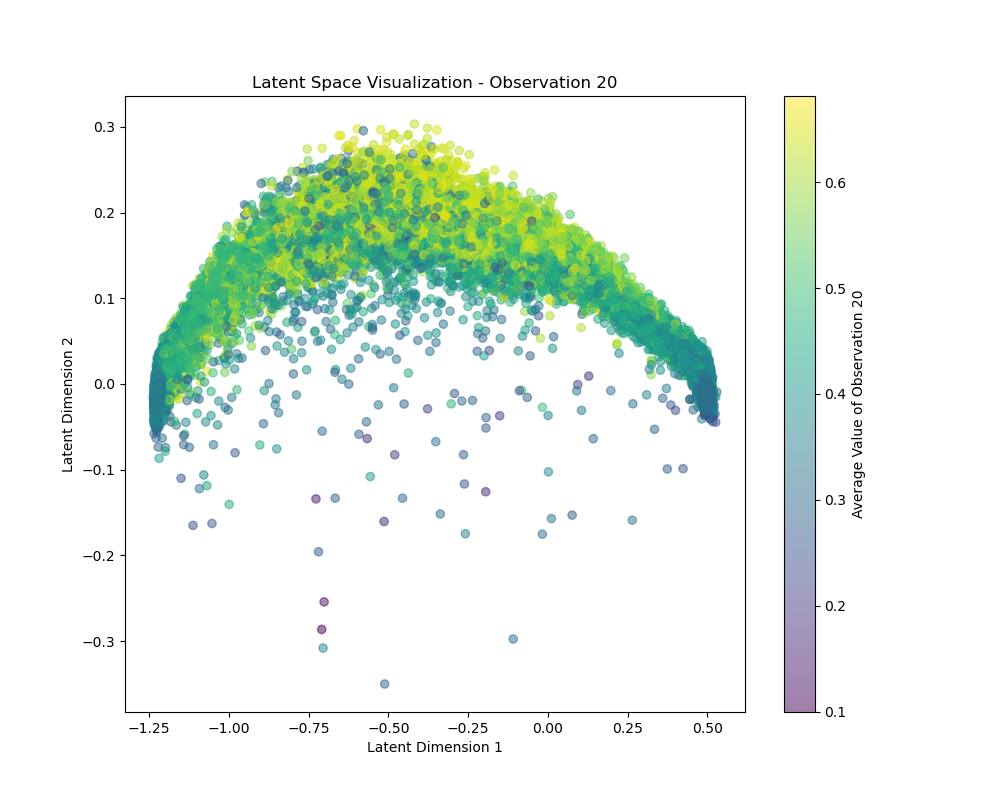 Latent Space Visualization - Observation 20
0.3
0.2
0.1
0.0
−0.1
−0.2
−0.3
Latent Dimension 2
−1.25 −1.00 −0.75 −0.50 −0.25 0.00 0.25 0.50
Latent Dimension 1
0.6
0.5
0.4
0.3
0.2
0.1
Average Value of Observation 20